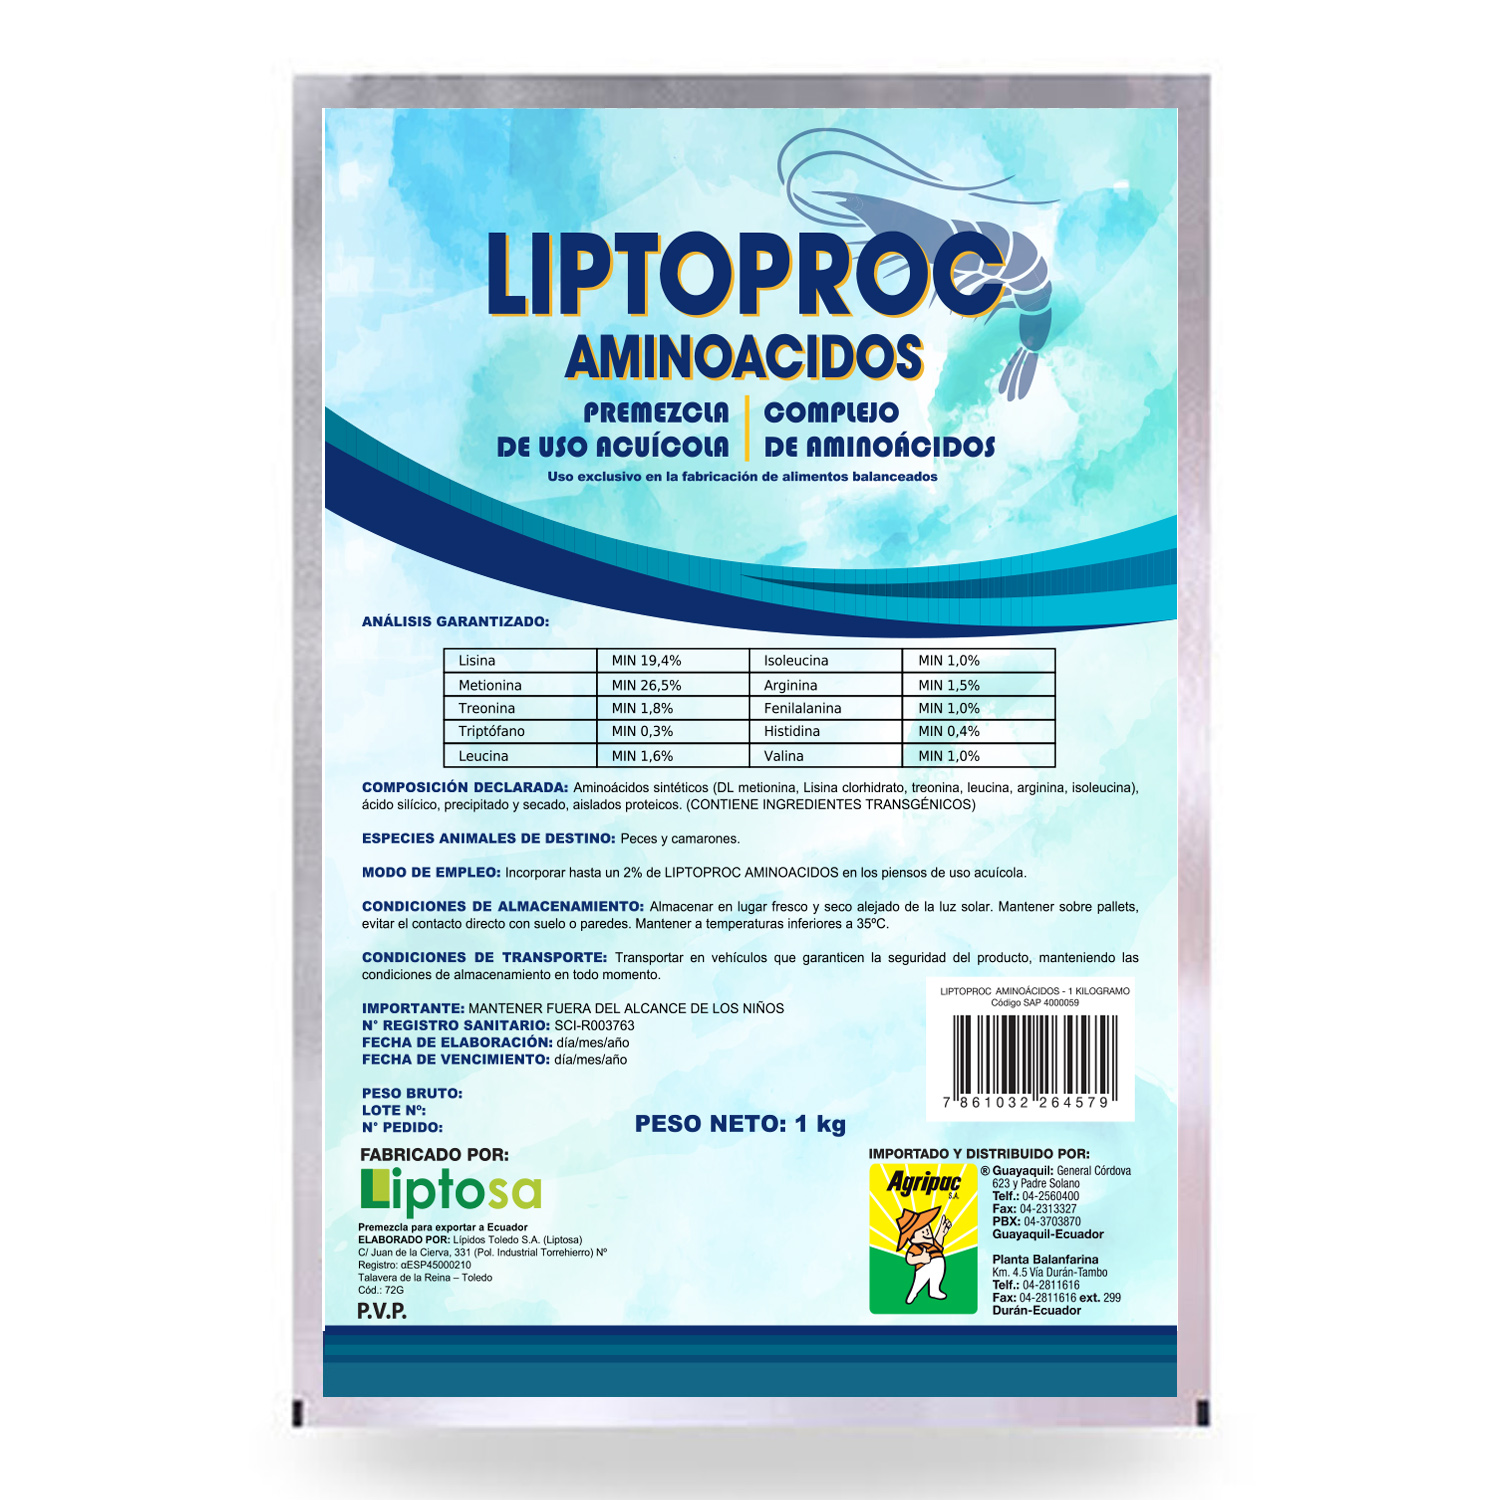 LIPTOPROC
AMINOACIDOS
PREMEZCLA
DE USO ACUÍCOLA
COMPLEJO
DE AMINOÁCIDOS
Uso exclusivo en la fabricación de alimentos balanceados
ANÁLISIS GARANTIZADO:
Lisina MIN 19,4% Isoleucina MIN 1,0%
Metionina MIN 26,5% Arginina MIN 1,5%
Treonina MIN 1,8% Fenilalanina MIN 1,0%
Triptófano MIN 0,3% Histidina MIN 0,4%
Leucina MIN 1,6% Valina MIN 1,0%
COMPOSICIÓN DECLARADA: Aminoácidos sintéticos (DL metionina, Lisina clorhidrato, treonina, leucina, arginina, isoleucina),
ácido silícico, precipitado y secado, aislados proteicos. (CONTIENE INGREDIENTES TRANSGÉNICOS)
ESPECIES ANIMALES DE DESTINO: Peces y camarones.
MODO DE EMPLEO: Incorporar hasta un 2% de LIPTOPROC AMINOACIDOS en los piensos de uso acuícola.
CONDICIONES DE ALMACENAMIENTO: Almacenar en lugar fresco y seco alejado de la luz solar. Mantener sobre pallets,
evitar el contacto directo con suelo o paredes. Mantener a temperaturas inferiores a 35ºC.
CONDICIONES DE TRANSPORTE: Transportar en vehículos que garanticen la seguridad del producto, manteniendo las
condiciones de almacenamiento en todo momento.
IMPORTANTE: MANTENER FUERA DEL ALCANCE DE LOS NIÑOS
N° REGISTRO SANITARIO: SCI-R003763
FECHA DE ELABORACIÓN: día/mes/año
FECHA DE VENCIMIENTO: día/mes/año
LIPTOPROC AMINOÁCIDOS - 1 KILOGRAMO
Código SAP 4000059
7 861032 264579
PESO BRUTO:
LOTE Nº:
N° PEDIDO:
PESO NETO: 1 kg
FABRICADO POR:
Liptosa
Premezcla para exportar a Ecuador
ELABORADO POR: Lípidos Toledo S.A. (Liptosa)
C/ Juan de la Cierva, 331 (Pol. Industrial Torrehierro) Nº
Registro: αESP45000210
Talavera de la Reina – Toledo
Cód.: 72G
P.V.P.
IMPORTADO Y DISTRIBUIDO POR:
Agripac
S.A.
® Guayaquil: General Córdova
623 y Padre Solano
Telf.: 04-2560400
Fax: 04-2313327
PBX: 04-3703870
Guayaquil-Ecuador
Planta Balanfarina
Km. 4.5 Vía Durán-Tambo
Telf.: 04-2811616
Fax: 04-2811616 ext. 299
Durán-Ecuador